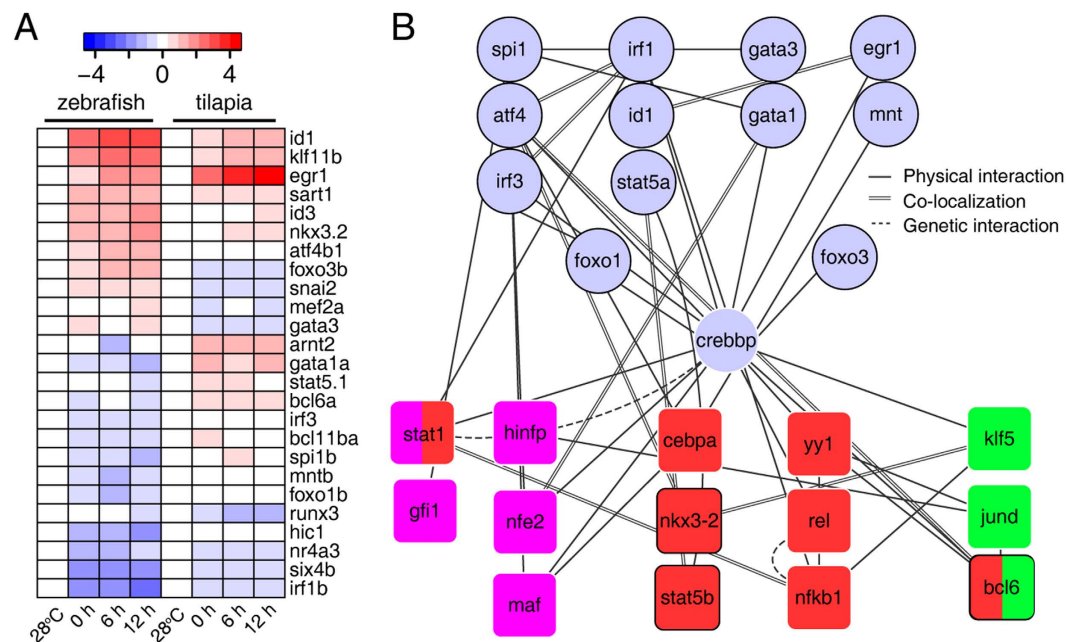 A
−4 0 4
zebrafish tilapia
id1
klf11b
egr1
sart1
id3
nkx3.2
atf4b1
foxo3b
snai2
mef2a
gata3
arnt2
gata1a
stat5.1
bcl6a
irf3
bcl11ba
spi1b
mntb
foxo1b
runx3
hic1
nr4a3
six4b
irf1b
28°C 0 h 6 h 12 h 28°C 0 h 6 h 12 h
B
spi1 irf1 gata3 egr1
atf4 id1 gata1 mnt
irf3 stat5a
foxo1 foxo3
crebbp
Physical interaction
Co-localization
Genetic interaction
stat1 hinfp cebpa yy1 klf5
gfi1 nfe2 nkx3-2 rel jund
maf stat5b nfkb1 bcl6